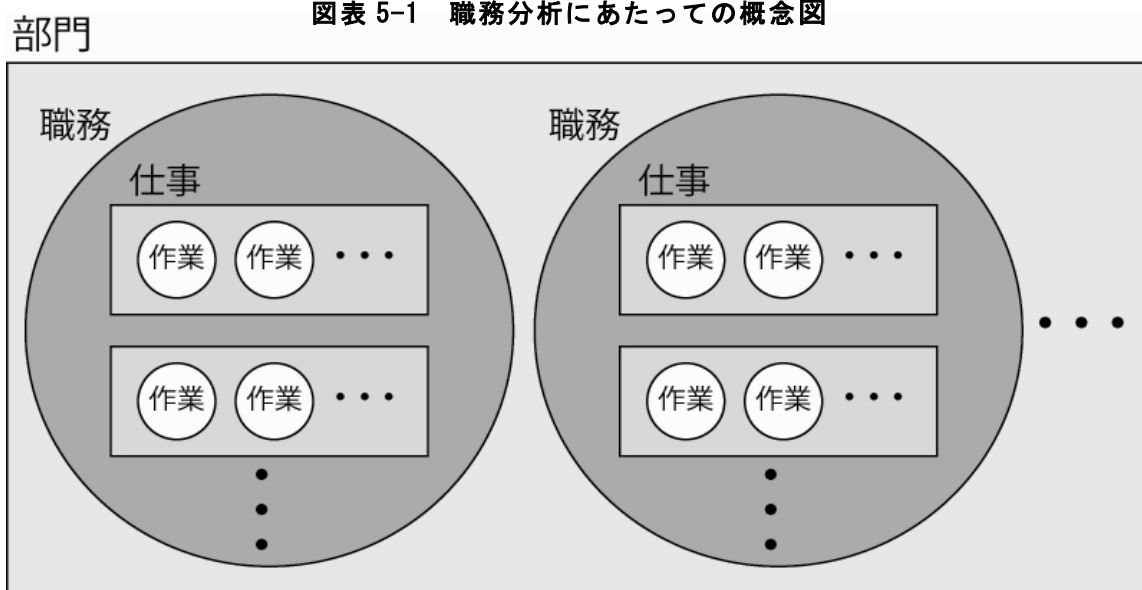 図表 5-1 職務分析にあたっての概念図
部門
職務 職務
仕事 仕事
作業 作業 ・・・ 作業 作業 ・・・
・・・
作業 作業 ・・・ 作業 作業 ・・・